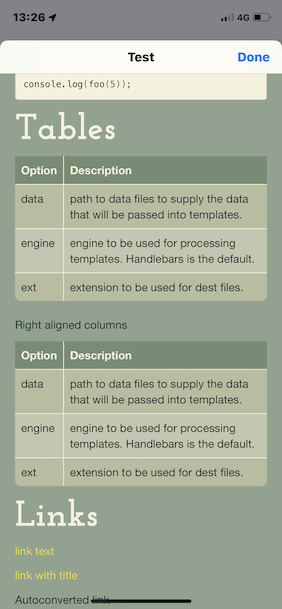 13:26
4G
Test
Done
console.log(foo(5));
Tables
Option Description
data path to data files to supply the data
that will be passed into templates.
engine engine to be used for processing
templates. Handlebars is the default.
ext extension to be used for dest files.
Right aligned columns
Option Description
data path to data files to supply the data
that will be passed into templates.
engine engine to be used for processing
templates. Handlebars is the default.
ext extension to be used for dest files.
Links
link text
link with title
Autoconverted link